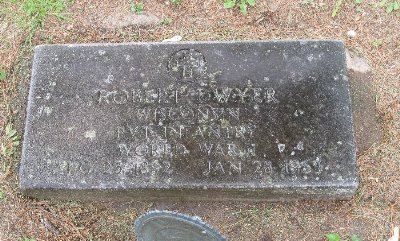 ROBERT DWYER
WISCONSIN
PVT INFANTRY
WORLD WAR I
JAN